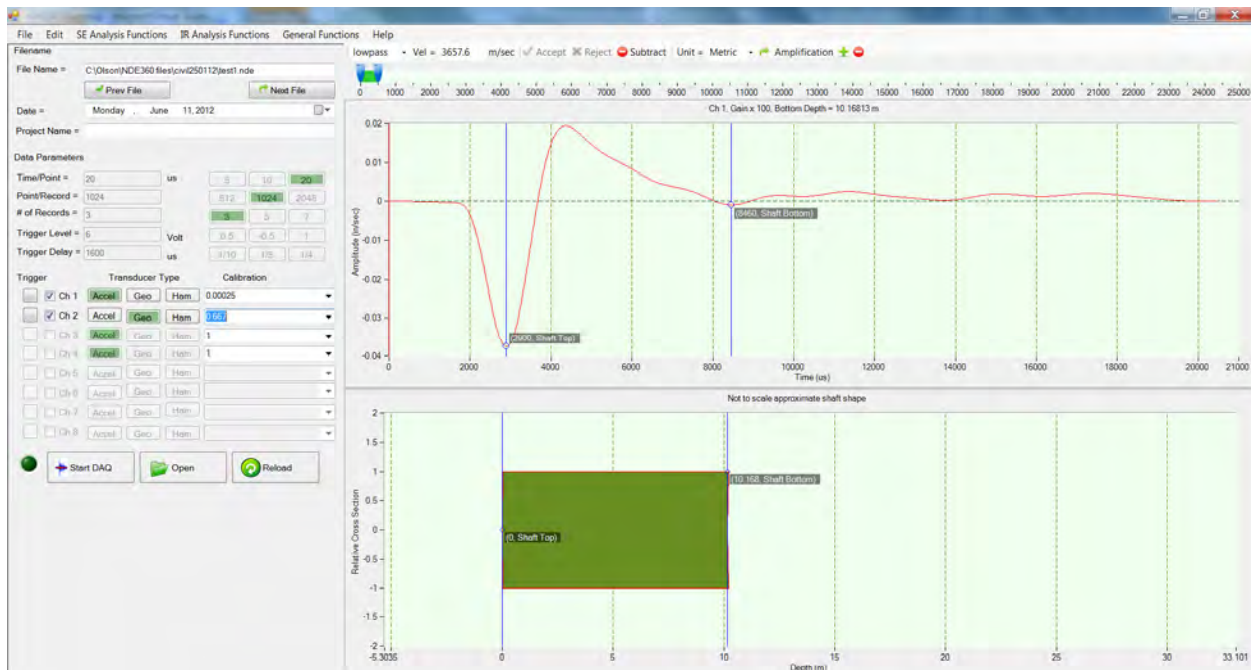 File Edit SE Analysis Functions IR Analysis Functions General Functions Help
Filename
File Name = C:\Olson\NDE360 files\civil250112\test1.nde
Prev File Next File
Date = Monday , June 11, 2012
Project Name =
Data Parameters
Time/Point = 20 us 5 10 20
Point/Record = 1024 512 1024 2048
# of Records = 3 3 5 7
Trigger Level = 6 Volt 0.5 -0.5 1
Trigger Delay = 1600 us 1/10 1/5 1/4
Trigger Transducer Type Calibration
Ch 1 Accel Geo Ham 0.00025
Ch 2 Accel Geo Ham 0.667
Ch 3 Accel Geo Ham 1
Ch 4 Accel Geo Ham 1
Ch 5 Accel Geo Ham
Ch 6 Accel Geo Ham
Ch 7 Accel Geo Ham
Ch 8 Accel Geo Ham
Start DAQ Open Reload
lowpass Vel = 3657.6 m/sec Accept Reject Subtract Unit = Metric Amplification
0 1000 2000 3000 4000 5000 6000 7000 8000 9000 10000 11000 12000 13000 14000 15000 16000 17000 18000 19000 20000 21000 22000 23000 24000 25000
Ch 1, Gain x 100, Bottom Depth = 10.16813 m
Amplitude (in/sec)
0.02
0.01
0
-0.01
-0.02
-0.03
-0.04
(8460, Shaft Bottom)
(2900, Shaft Top)
0 2000 4000 6000 8000 10000 12000 14000 16000 18000 20000 21000
Time (us)
Not to scale approximate shaft shape
Relative Cross Section
2
1.5
1
0.5
0
-0.5
-1
-1.5
-2
(10.168, Shaft Bottom)
(0, Shaft Top)
-5.3035 0 5 10 15 20 25 30 33.101
Depth (m)